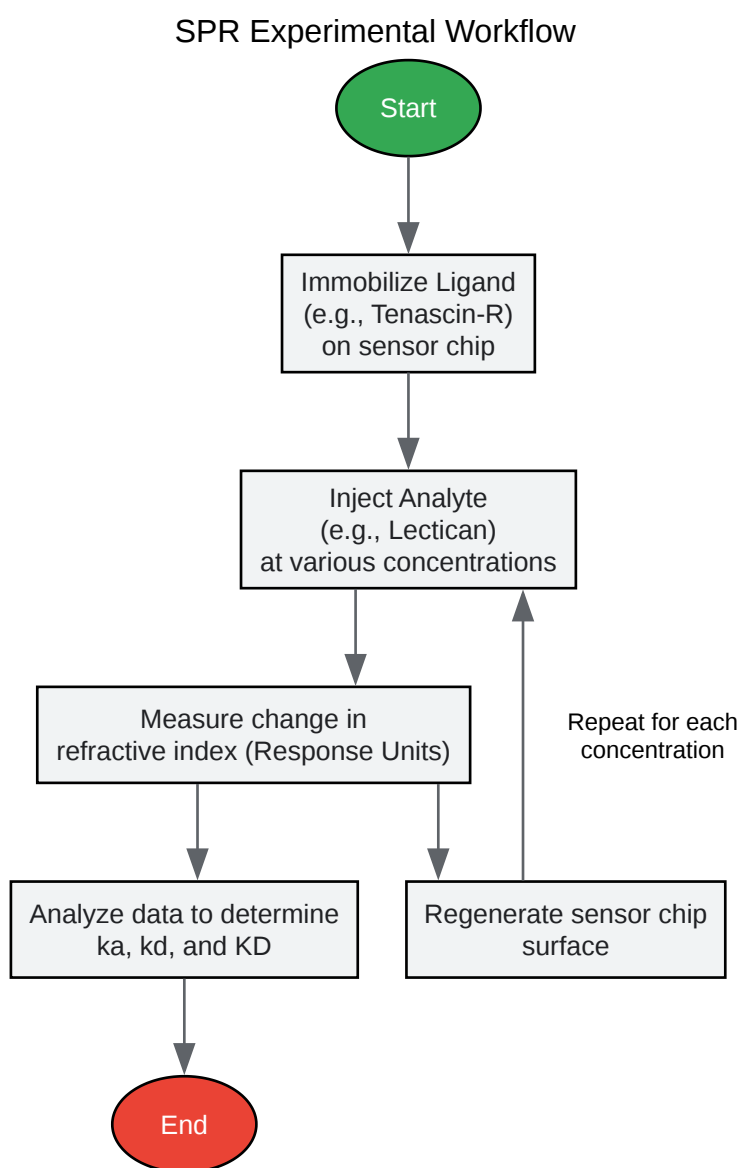 SPR Experimental Workflow
Start
Immobilize Ligand
(e.g., Tenascin-R)
on sensor chip
Inject Analyte
(e.g., Lectican)
at various concentrations
Measure change in
refractive index (Response Units)
Repeat for each
concentration
Analyze data to determine
ka, kd, and KD
Regenerate sensor chip
surface
End